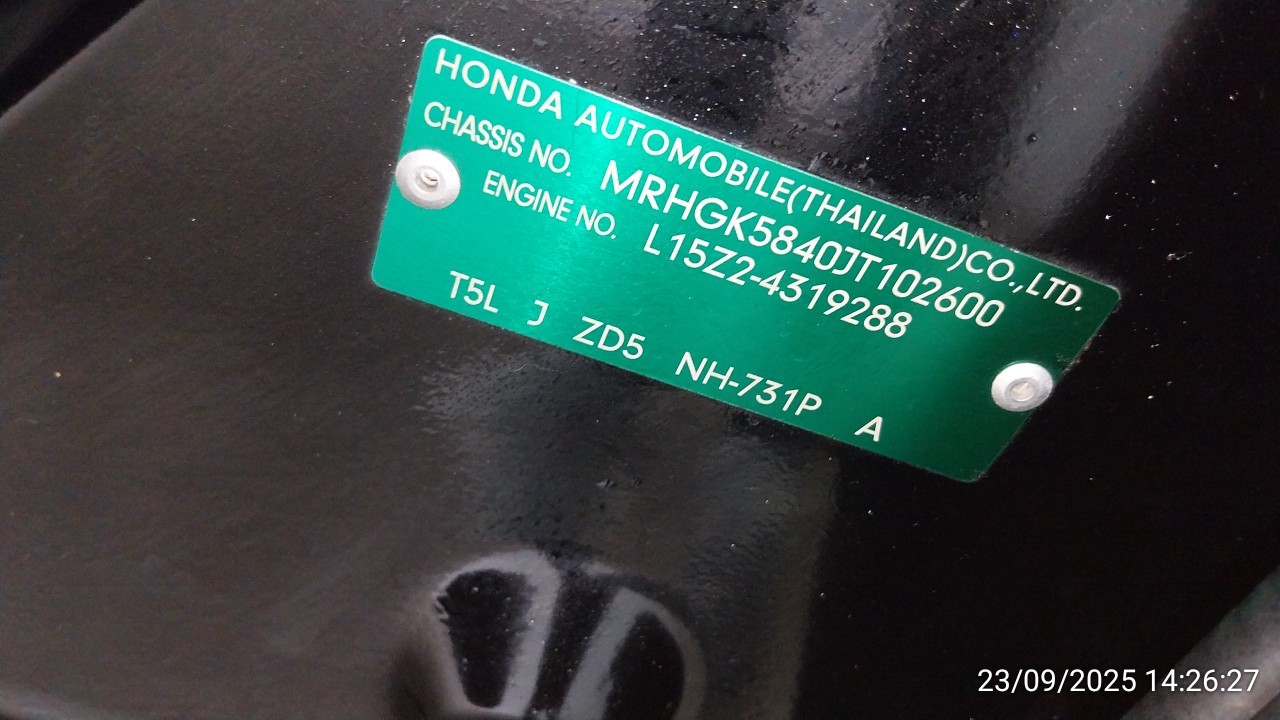 HONDA AUTOMOBILE(THAILAND)CO.,LTD.
CHASSIS NO. MRHGK5840JT102600
ENGINE NO. L15Z2-4319288
T5L J ZD5 NH-731P A
23/09/2025 14:26:27